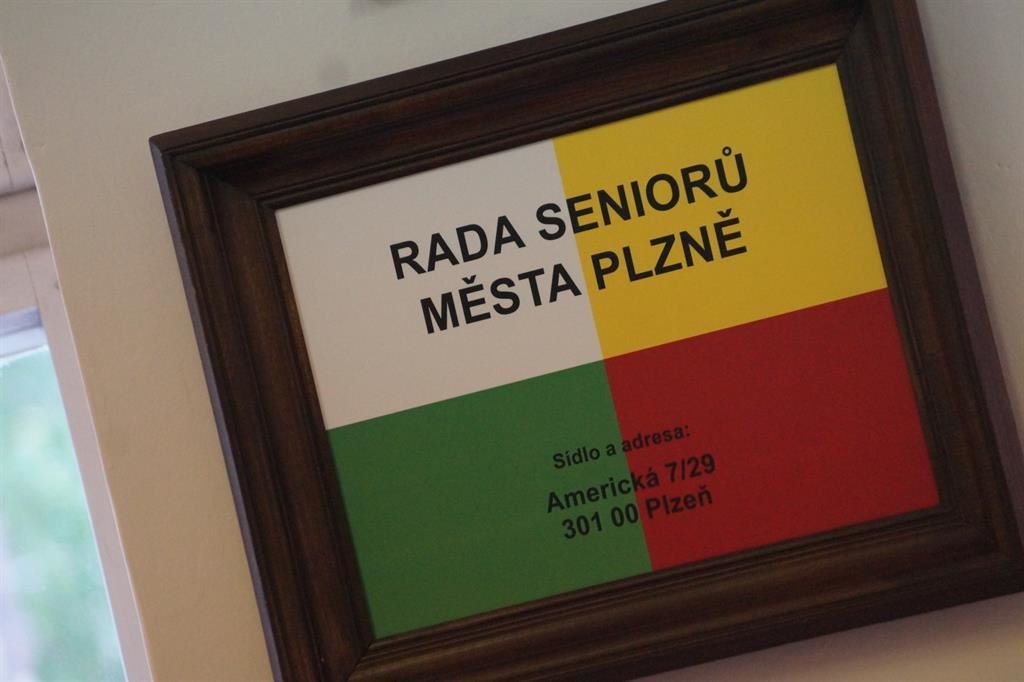 RADA SENIORŮ
MĚSTA PLZNĚ
Sídlo a adresa:
Americká 7/29
301 00 Plzeň